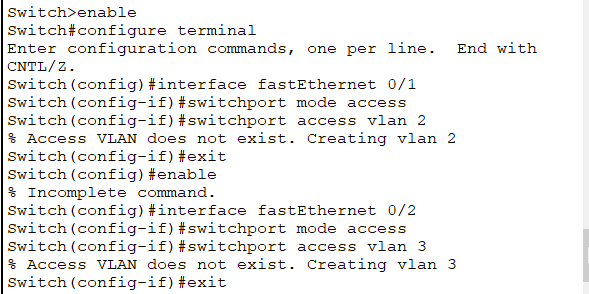 Switch>enable
Switch#configure terminal
Enter configuration commands, one per line.  End with
CNTL/Z.
Switch(config)#interface fastEthernet 0/1
Switch(config-if)#switchport mode access
Switch(config-if)#switchport access vlan 2
% Access VLAN does not exist. Creating vlan 2
Switch(config-if)#exit
Switch(config)#enable
% Incomplete command.
Switch(config)#interface fastEthernet 0/2
Switch(config-if)#switchport mode access
Switch(config-if)#switchport access vlan 3
% Access VLAN does not exist. Creating vlan 3
Switch(config-if)#exit